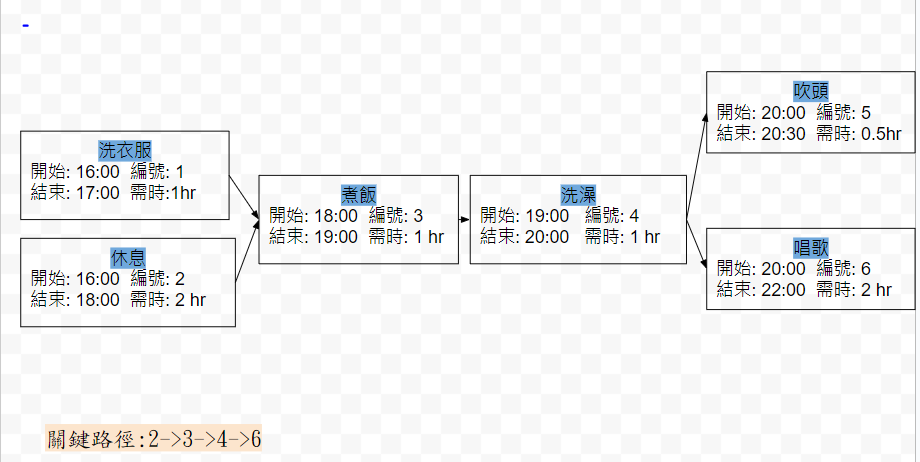 洗衣服
開始: 16:00 編號: 1
結束: 17:00 需時:1hr
休息
開始: 16:00 編號: 2
結束: 18:00 需時: 2 hr
煮飯
開始: 18:00 編號: 3
結束: 19:00 需時: 1 hr
洗澡
開始: 19:00 編號: 4
結束: 20:00 需時: 1 hr
吹頭
開始: 20:00 編號: 5
結束: 20:30 需時: 0.5hr
唱歌
開始: 20:00 編號: 6
結束: 22:00 需時: 2 hr
關鍵路徑:2->3->4->6